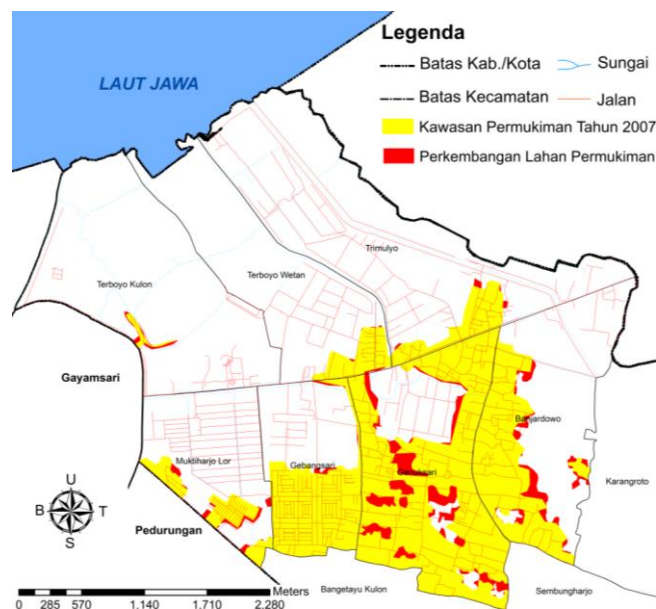 Legenda
Batas Kab./Kota
Sungai
Batas Kecamatan
Jalan
Kawasan Permukiman Tahun 2007
Perkembangan Lahan Permukiman
LAUT JAWA
Trimulyo
Terboyo Wetan
Terboyo Kulon
Gayamsari
Banjardowo
Muktiharjo Lor
Gebangsari
Karangroto
U
B T
S
Pedurungan
Bangetayu Kulon
Sembungharjo
Meters
0 285 570 1.140 1.710 2.280